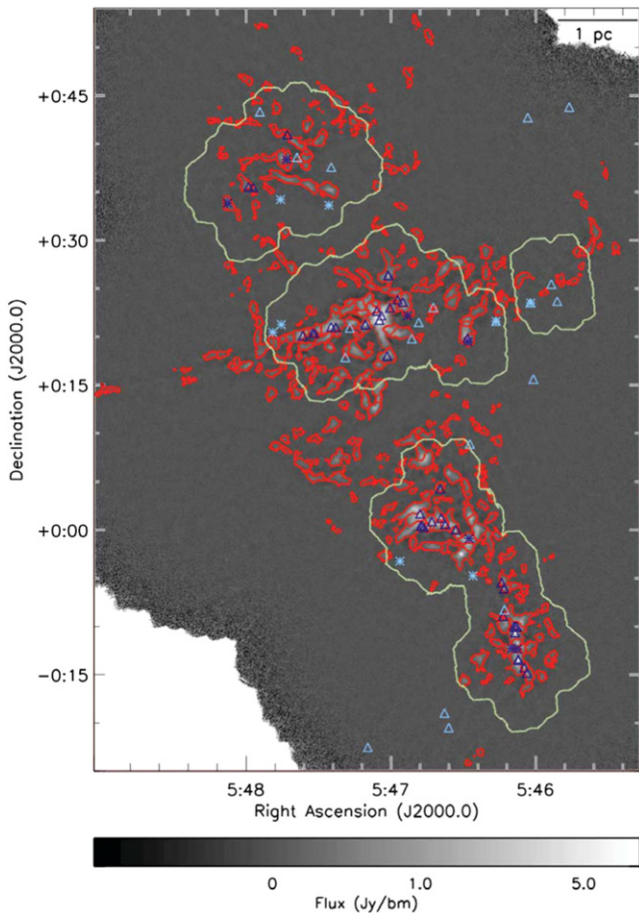 1 pc
+0:45
+0:30
+0:15
+0:00
-0:15
Declination (J2000.0)
5:48
5:47
5:46
Right Ascension (J2000.0)
0
1.0
5.0
Flux (Jy/bm)